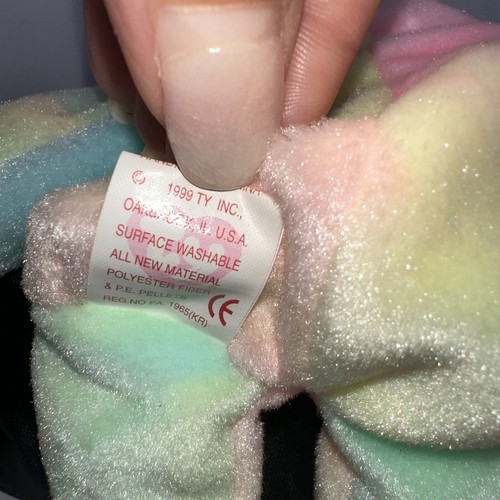 © 1999 TY INC.,
U.S.A.
SURFACE WASHABLE
ALL NEW MATERIAL
POLYESTER FIBER
& P.E. PELLETS
REG.NO PA. 1965(KR)
CE